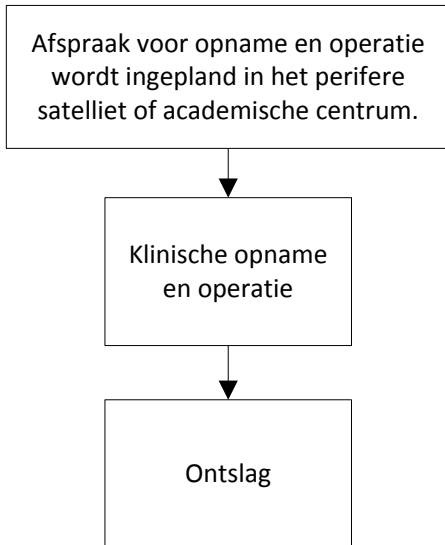 Afspraak voor opname en operatie
wordt ingepland in het perifere
satelliet of academische centrum.
Klinische opname
en operatie
Ontslag